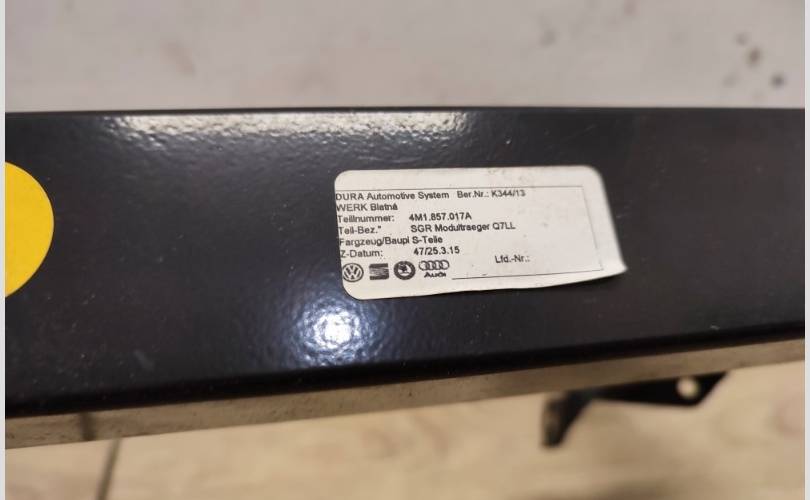 DURA Automotive System Ber.Nr.: K344/13
WERK Blatná
Teilnummer: 4M1.857.017A
Teil-Bez." SGR Modultraeger Q7LL
Fargzeug/Baupl S-Teile
Z-Datum: 47/25.3.15
Lfd.-Nr.:
Audi